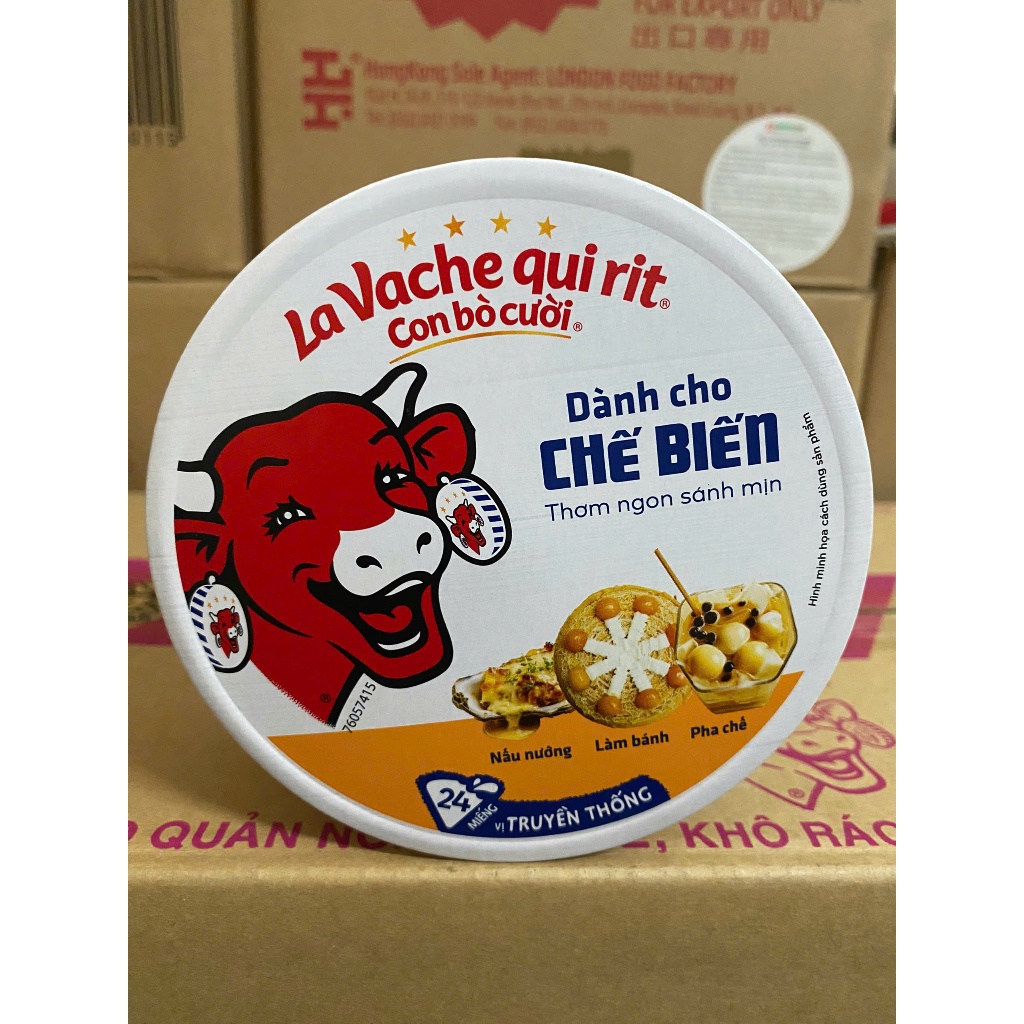 FOR EXPORT ONLY
出口專用
HongKong Sole Agent: LONDON FOOD FACTORY
La Vache qui rit®
Con bò cười®
Dành cho
CHẾ BIẾN
Thơm ngon sánh mịn
Hình minh họa cách dùng sản phẩm
76057415
Nấu nướng
Làm bánh
Pha chế
24
MIẾNG
VỊ TRUYỀN THỐNG
QUẢN
KHÔ RÁO